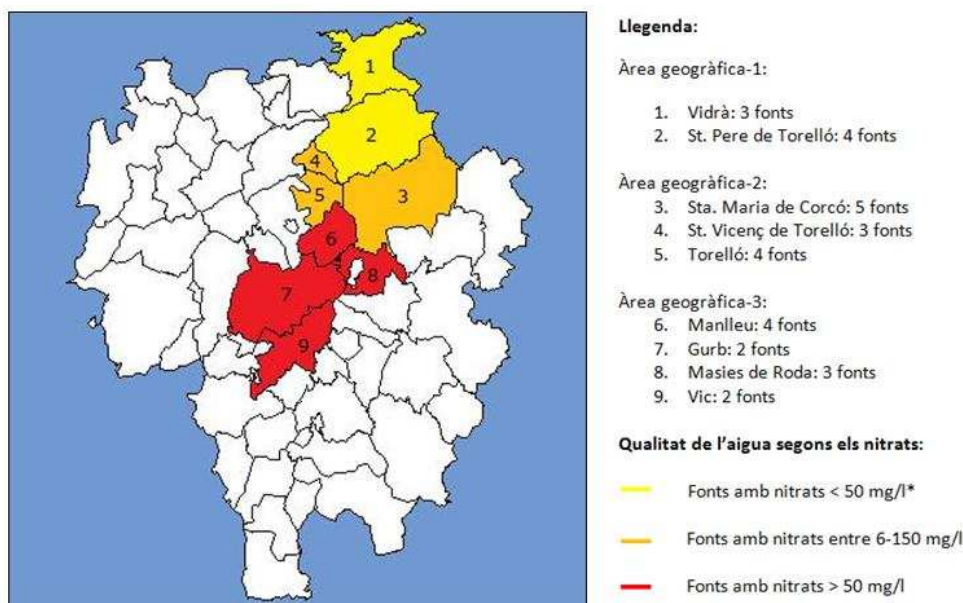 1
2
4
5
3
6
8
7
9
Llegenda:
Àrea geogràfica-1:
1. Vidrà: 3 fonts
2. St. Pere de Torelló: 4 fonts
Àrea geogràfica-2:
3. Sta. Maria de Corcó: 5 fonts
4. St. Vicenç de Torelló: 3 fonts
5. Torelló: 4 fonts
Àrea geogràfica-3:
6. Manlleu: 4 fonts
7. Gurb: 2 fonts
8. Masies de Roda: 3 fonts
9. Vic: 2 fonts
Qualitat de l’aigua segons els nitrats:
Fonts amb nitrats < 50 mg/l*
Fonts amb nitrats entre 6-150 mg/l
Fonts amb nitrats > 50 mg/l